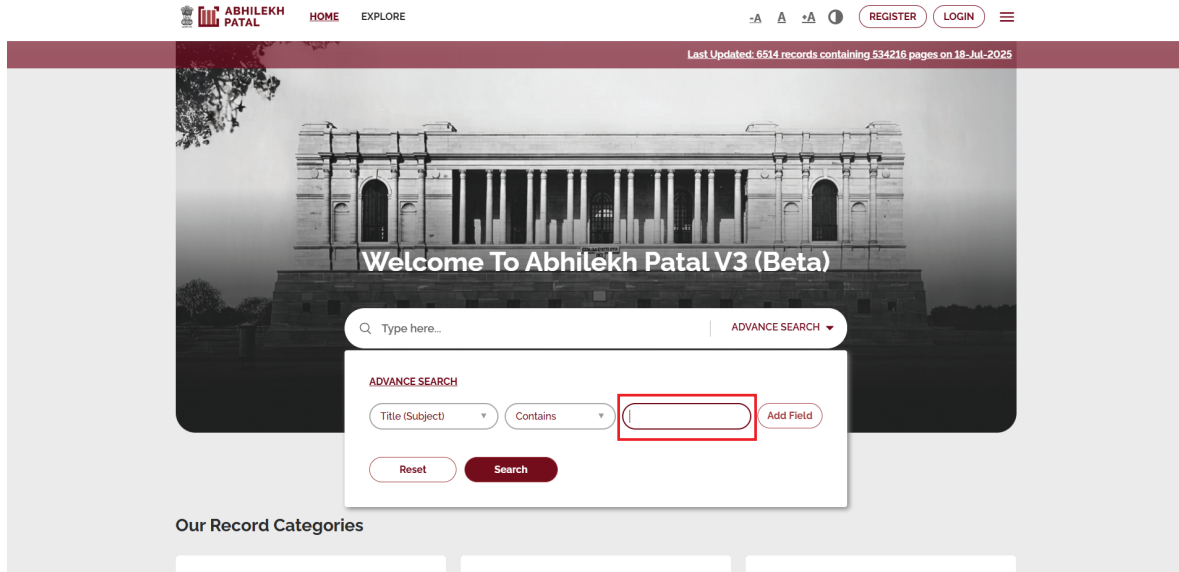 ABHILEKH
PATAL
HOME
EXPLORE
-A
A
+A
REGISTER
LOGIN
Last Updated: 6514 records containing 534216 pages on 18-Jul-2025
Welcome To Abhilekh Patal V3 (Beta)
Type here...
ADVANCE SEARCH
ADVANCE SEARCH
Title (Subject)
Contains
Add Field
Reset
Search
Our Record Categories